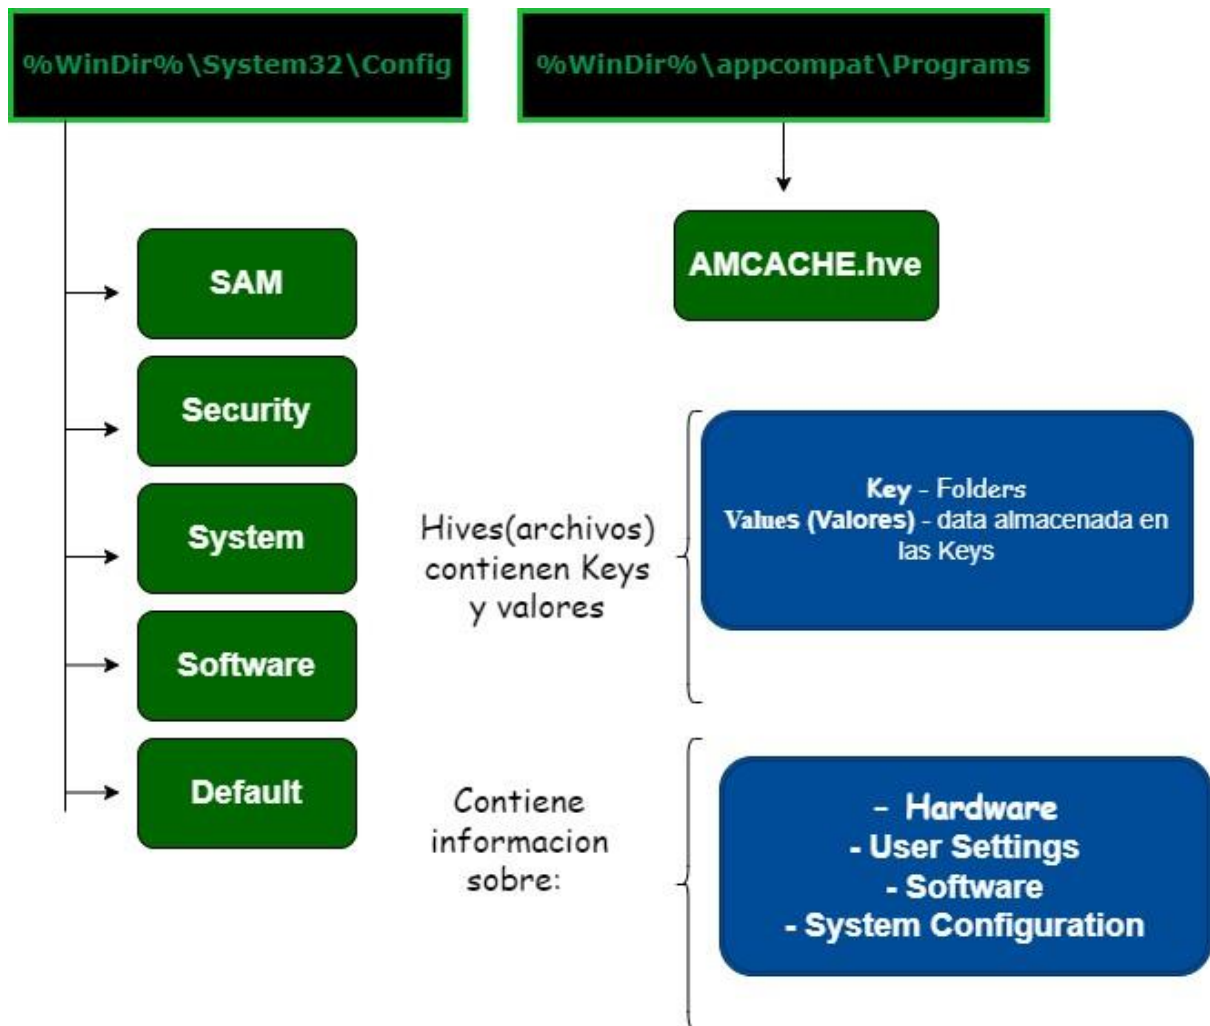 %WinDir%\System32\Config
%WinDir%\appcompat\Programs
SAM
Security
System
Software
Default
AMCACHE.hve
Hives(archivos)
contienen Keys
y valores
Key - Folders
Values (Valores) - data almacenada en
las Keys
Contiene
informacion
sobre:
- Hardware
- User Settings
- Software
- System Configuration